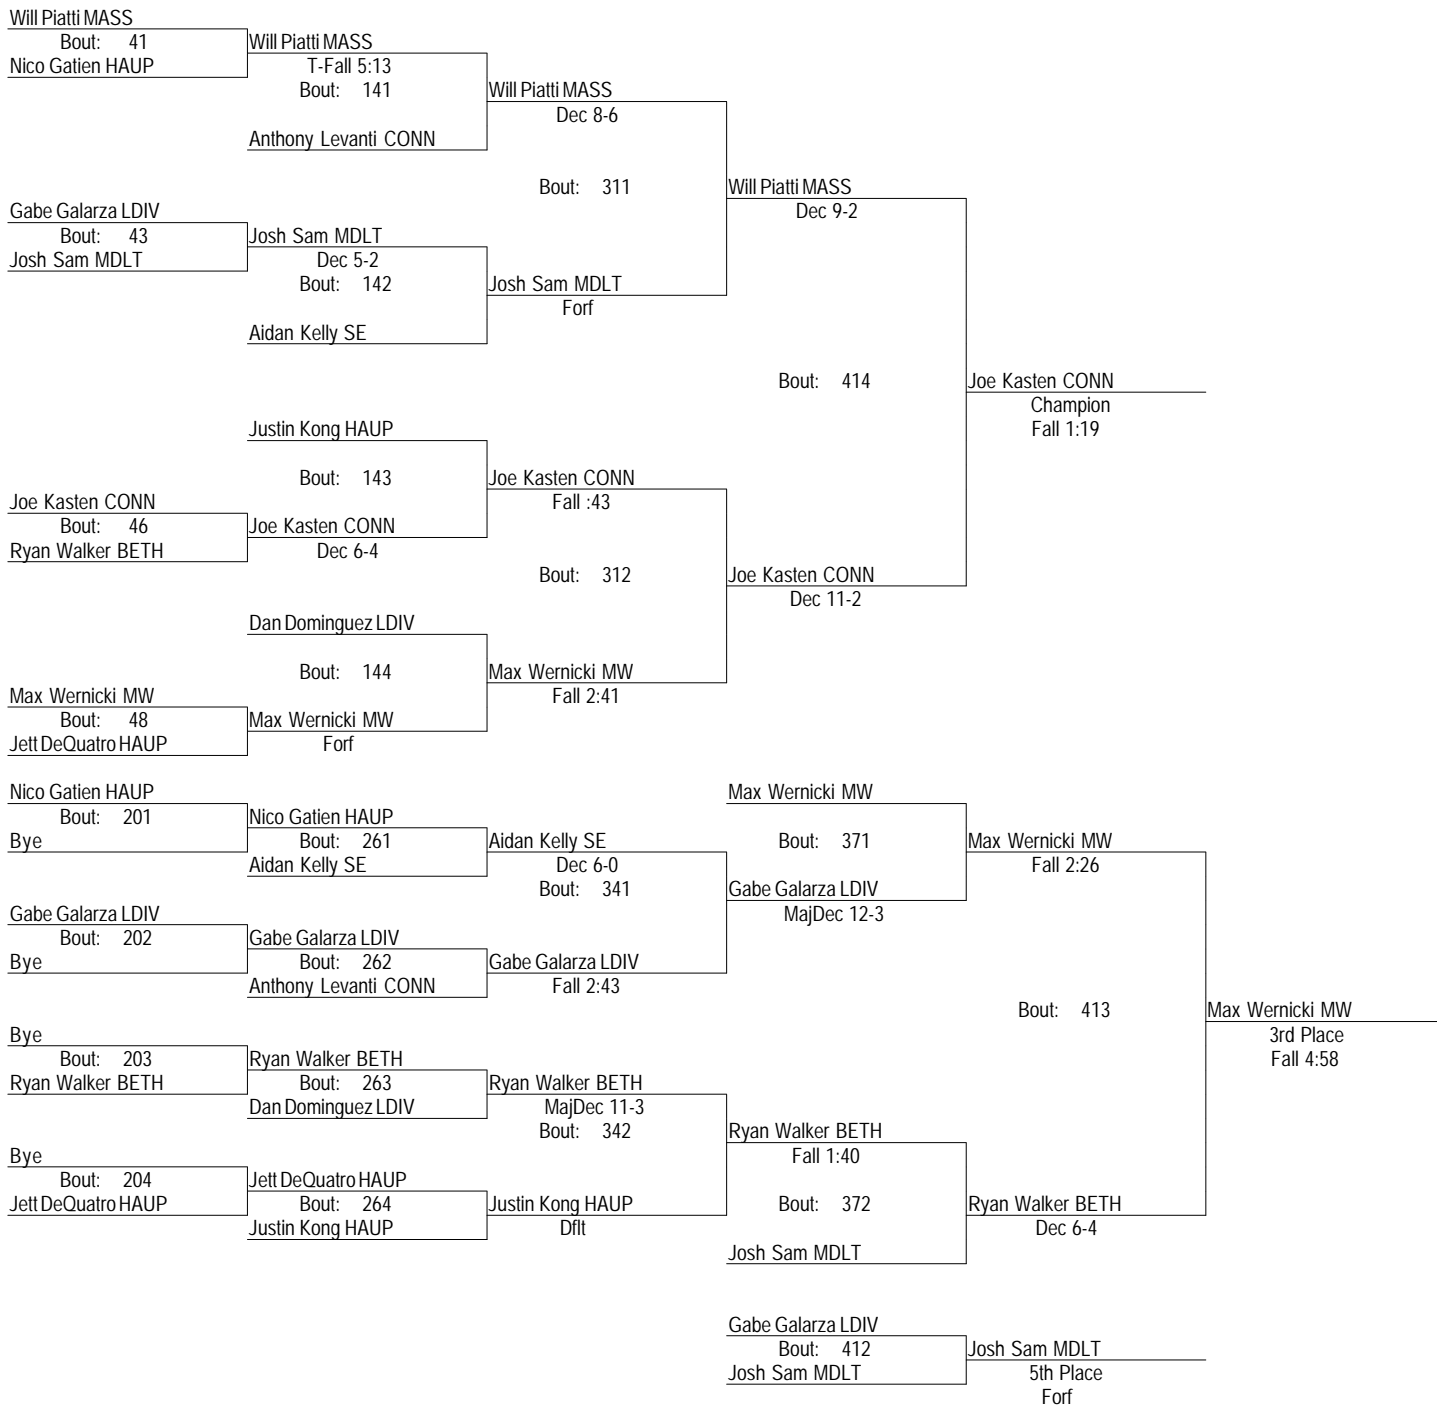 Will Piatti MASS
Bout: 41
Nico Gatien HAUP
Will Piatti MASS
T-Fall 5:13
Bout: 141
Anthony Levanti CONN
Will Piatti MASS
Dec 8-6
Bout: 311
Gabe Galarza LDIV
Bout: 43
Josh Sam MDLT
Josh Sam MDLT
Dec 5-2
Bout: 142
Aidan Kelly SE
Josh Sam MDLT
Forf
Will Piatti MASS
Dec 9-2
Bout: 414
Joe Kasten CONN
Champion
Fall 1:19
Justin Kong HAUP
Bout: 143
Joe Kasten CONN
Bout: 46
Ryan Walker BETH
Joe Kasten CONN
Dec 6-4
Joe Kasten CONN
Fall :43
Bout: 312
Joe Kasten CONN
Dec 11-2
Dan Dominguez LDIV
Bout: 144
Max Wernicki MW
Bout: 48
Jett DeQuatro HAUP
Max Wernicki MW
Forf
Max Wernicki MW
Fall 2:41
Nico Gatien HAUP
Bout: 201
Bye
Nico Gatien HAUP
Bout: 261
Aidan Kelly SE
Aidan Kelly SE
Dec 6-0
Bout: 341
Gabe Galarza LDIV
Bout: 202
Bye
Gabe Galarza LDIV
Bout: 262
Anthony Levanti CONN
Gabe Galarza LDIV
Fall 2:43
Max Wernicki MW
Bout: 371
Gabe Galarza LDIV
MajDec 12-3
Max Wernicki MW
Fall 2:26
Bout: 413
Max Wernicki MW
3rd Place
Fall 4:58
Bye
Bout: 203
Ryan Walker BETH
Ryan Walker BETH
Bout: 263
Dan Dominguez LDIV
Ryan Walker BETH
MajDec 11-3
Bout: 342
Bye
Bout: 204
Jett DeQuatro HAUP
Jett DeQuatro HAUP
Bout: 264
Justin Kong HAUP
Justin Kong HAUP
Dflt
Ryan Walker BETH
Fall 1:40
Bout: 372
Josh Sam MDLT
Ryan Walker BETH
Dec 6-4
Gabe Galarza LDIV
Bout: 412
Josh Sam MDLT
Josh Sam MDLT
5th Place
Forf